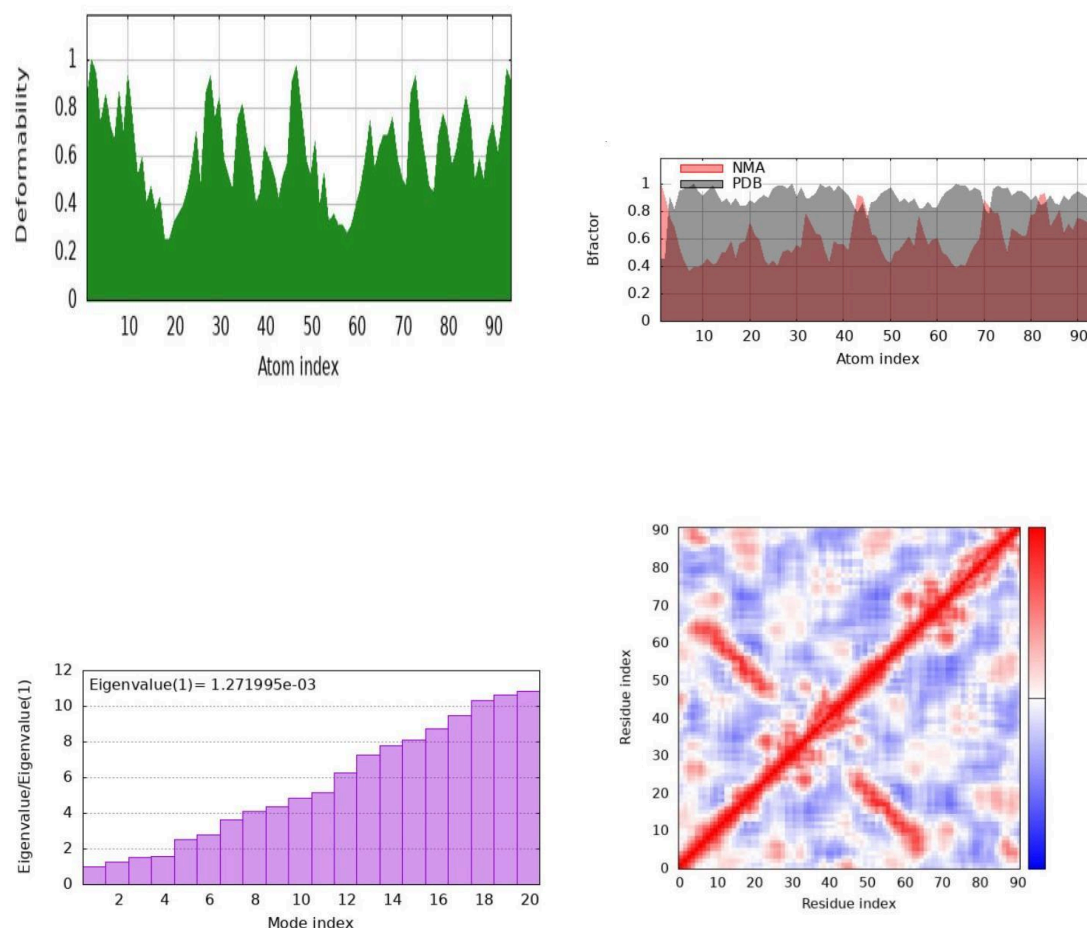 Deformability
1
0.8
0.6
0.4
0.2
0
10 20 30 40 50 60 70 80 90
Atom index
Bfactor
NMA
PDB
1
0.8
0.6
0.4
0.2
0
10 20 30 40 50 60 70 80 90
Atom index
Eigenvalue/Eigenvalue(1)
Eigenvalue(1)= 1.271995e-03
12
10
8
6
4
2
0
2 4 6 8 10 12 14 16 18 20
Mode index
Residue index
90
80
70
60
50
40
30
20
10
0
0 10 20 30 40 50 60 70 80 90
Residue index